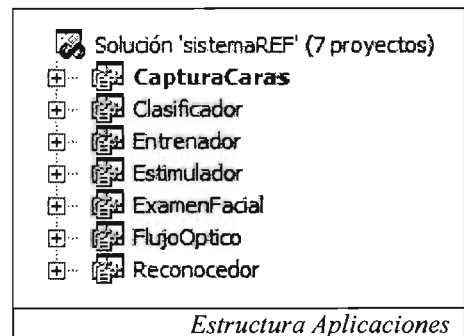 Solución 'sistemaREF' (7 proyectos)
CapturaCaras
Clasificador
Entrenador
Estimulador
ExamenFacial
FlujoOptico
Reconocedor
Estructura Aplicaciones